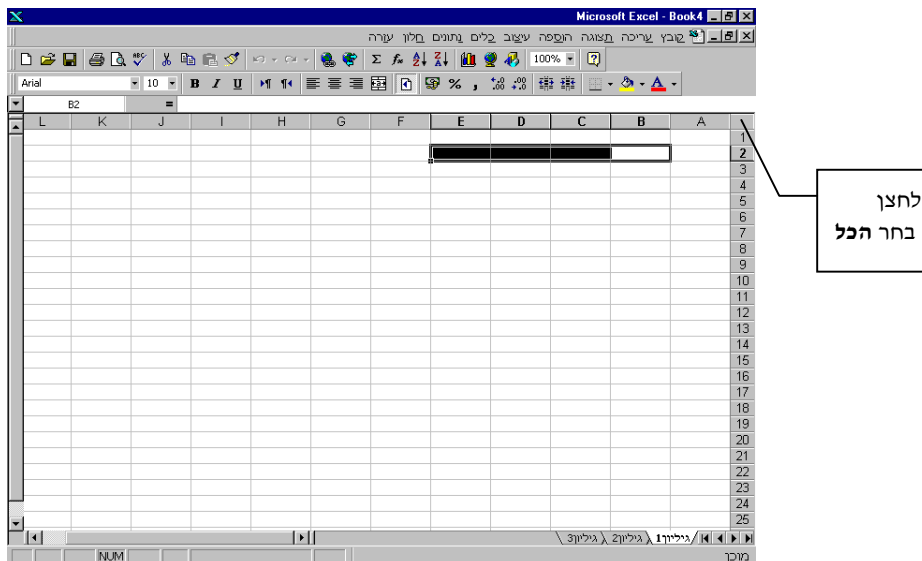 Microsoft Excel - Book4
קובץ עריכה תצוגה הוספה עיצוב כלים נתונים חלון עזרה
100%
Arial 10 B I U % ,
B2 =
L K J I H G F E D C B A
1
2
3
4
5
6
7
8
9
10
11
12
13
14
15
16
17
18
19
20
21
22
23
24
25
גיליון1 גיליון2 גיליון3
מוכן
NUM
לחצן
בחר הכל